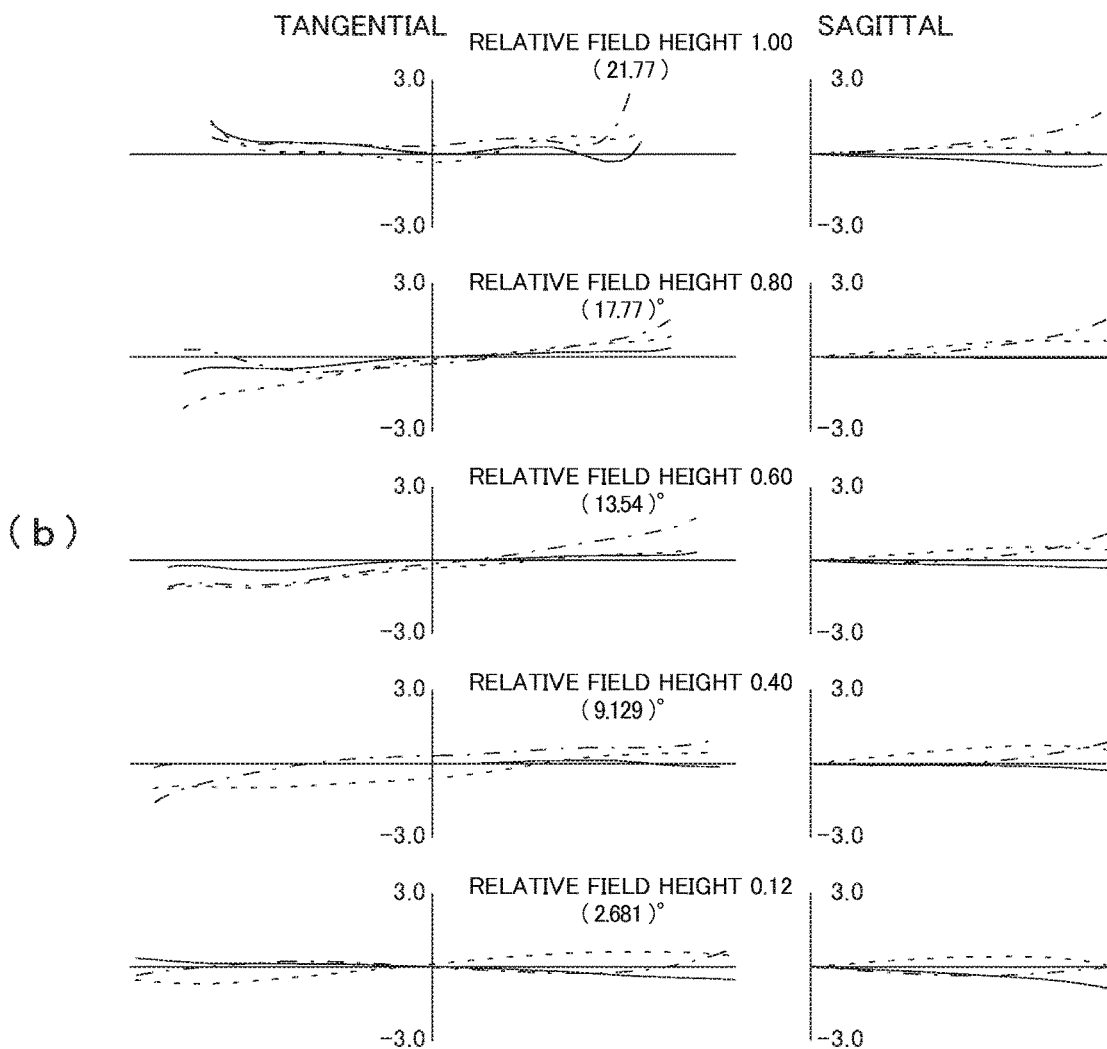 TANGENTIAL
SAGITTAL
RELATIVE FIELD HEIGHT 1.00
( 21.77 )
3.0
-3.0
3.0
-3.0
RELATIVE FIELD HEIGHT 0.80
( 17.77 )°
3.0
-3.0
3.0
-3.0
(b)
RELATIVE FIELD HEIGHT 0.60
( 13.54 )°
3.0
-3.0
3.0
-3.0
RELATIVE FIELD HEIGHT 0.40
( 9.129 )°
3.0
-3.0
3.0
-3.0
RELATIVE FIELD HEIGHT 0.12
( 2.681 )°
3.0
-3.0
3.0
-3.0